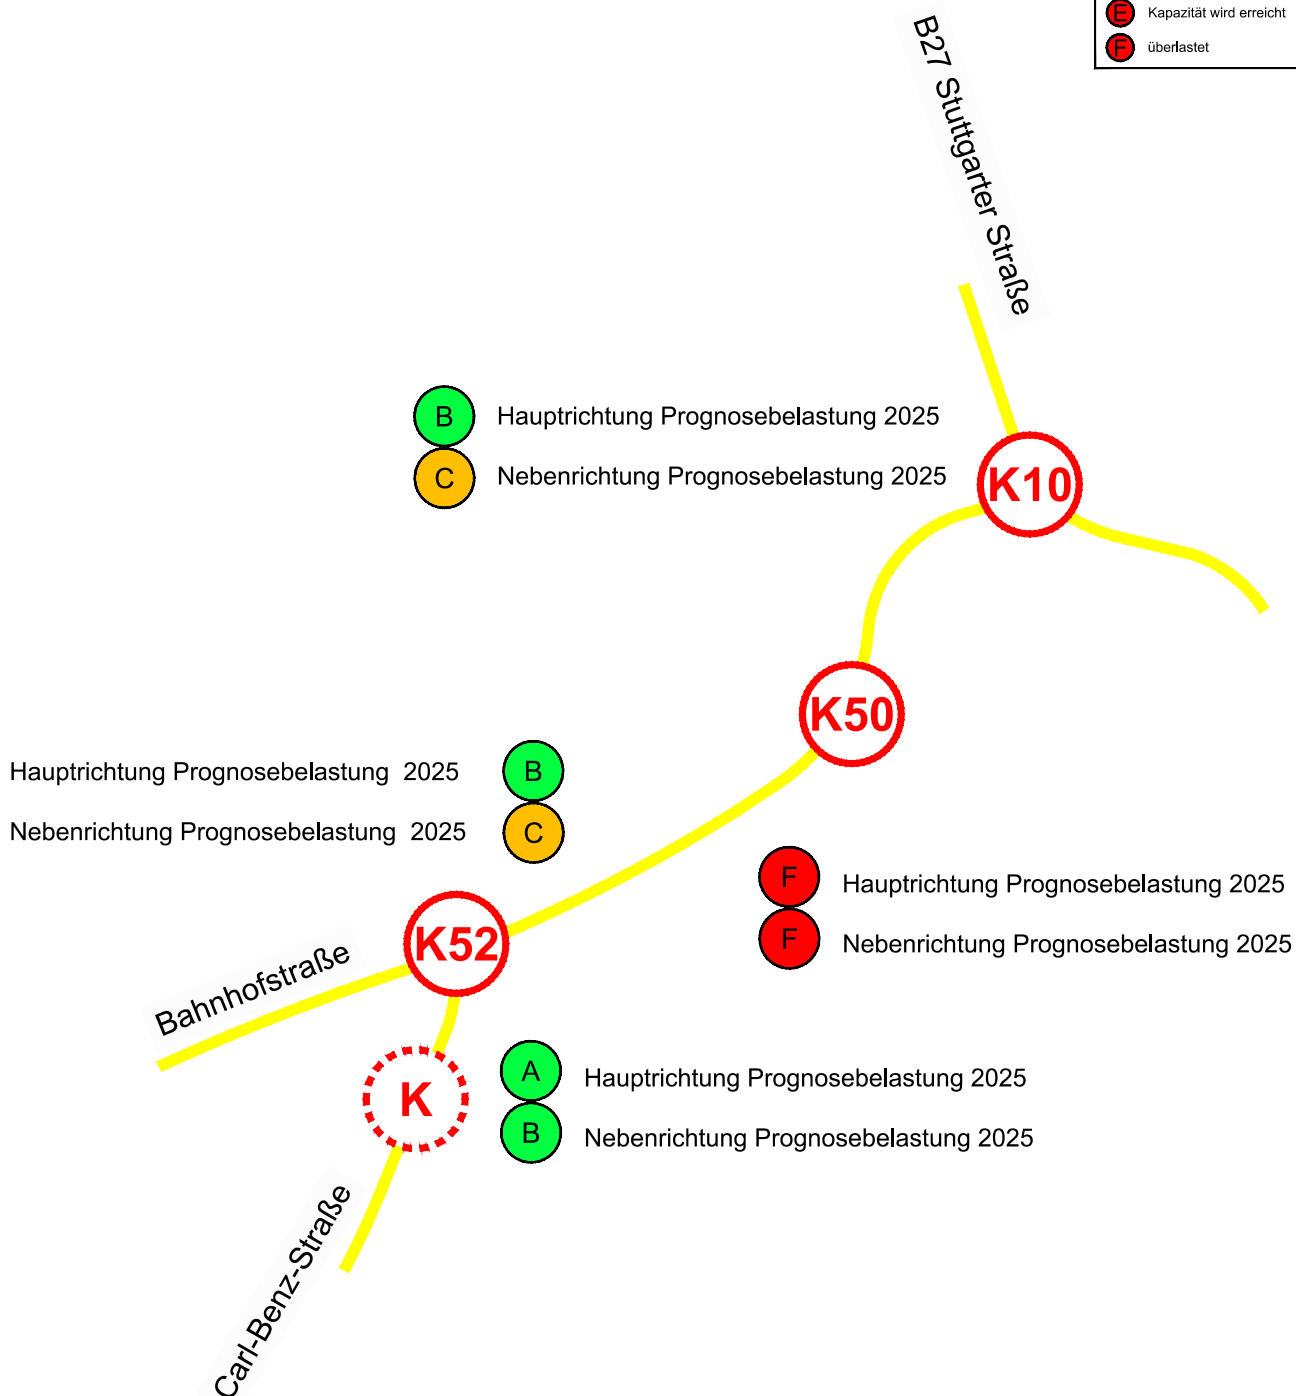 E Kapazität wird erreicht
F überlastet
B27 Stuttgarter Straße
B Hauptrichtung Prognosebelastung 2025
C Nebenrichtung Prognosebelastung 2025
K10
K50
Hauptrichtung Prognosebelastung 2025 B
Nebenrichtung Prognosebelastung 2025 C
F Hauptrichtung Prognosebelastung 2025
F Nebenrichtung Prognosebelastung 2025
K52
Bahnhofstraße
A Hauptrichtung Prognosebelastung 2025
K
B Nebenrichtung Prognosebelastung 2025
Carl-Benz-Straße